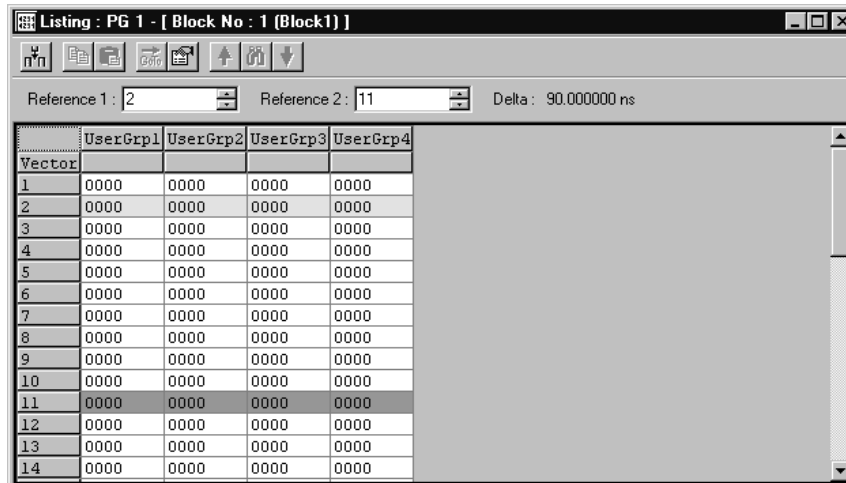 Listing : PG 1 - [ Block No : 1 (Block1) ]
Goto
Reference 1 : 2 Reference 2 : 11 Delta : 90.000000 ns
UserGrp1 UserGrp2 UserGrp3 UserGrp4
Vector
1 0000 0000 0000 0000
2 0000 0000 0000 0000
3 0000 0000 0000 0000
4 0000 0000 0000 0000
5 0000 0000 0000 0000
6 0000 0000 0000 0000
7 0000 0000 0000 0000
8 0000 0000 0000 0000
9 0000 0000 0000 0000
10 0000 0000 0000 0000
11 0000 0000 0000 0000
12 0000 0000 0000 0000
13 0000 0000 0000 0000
14 0000 0000 0000 0000